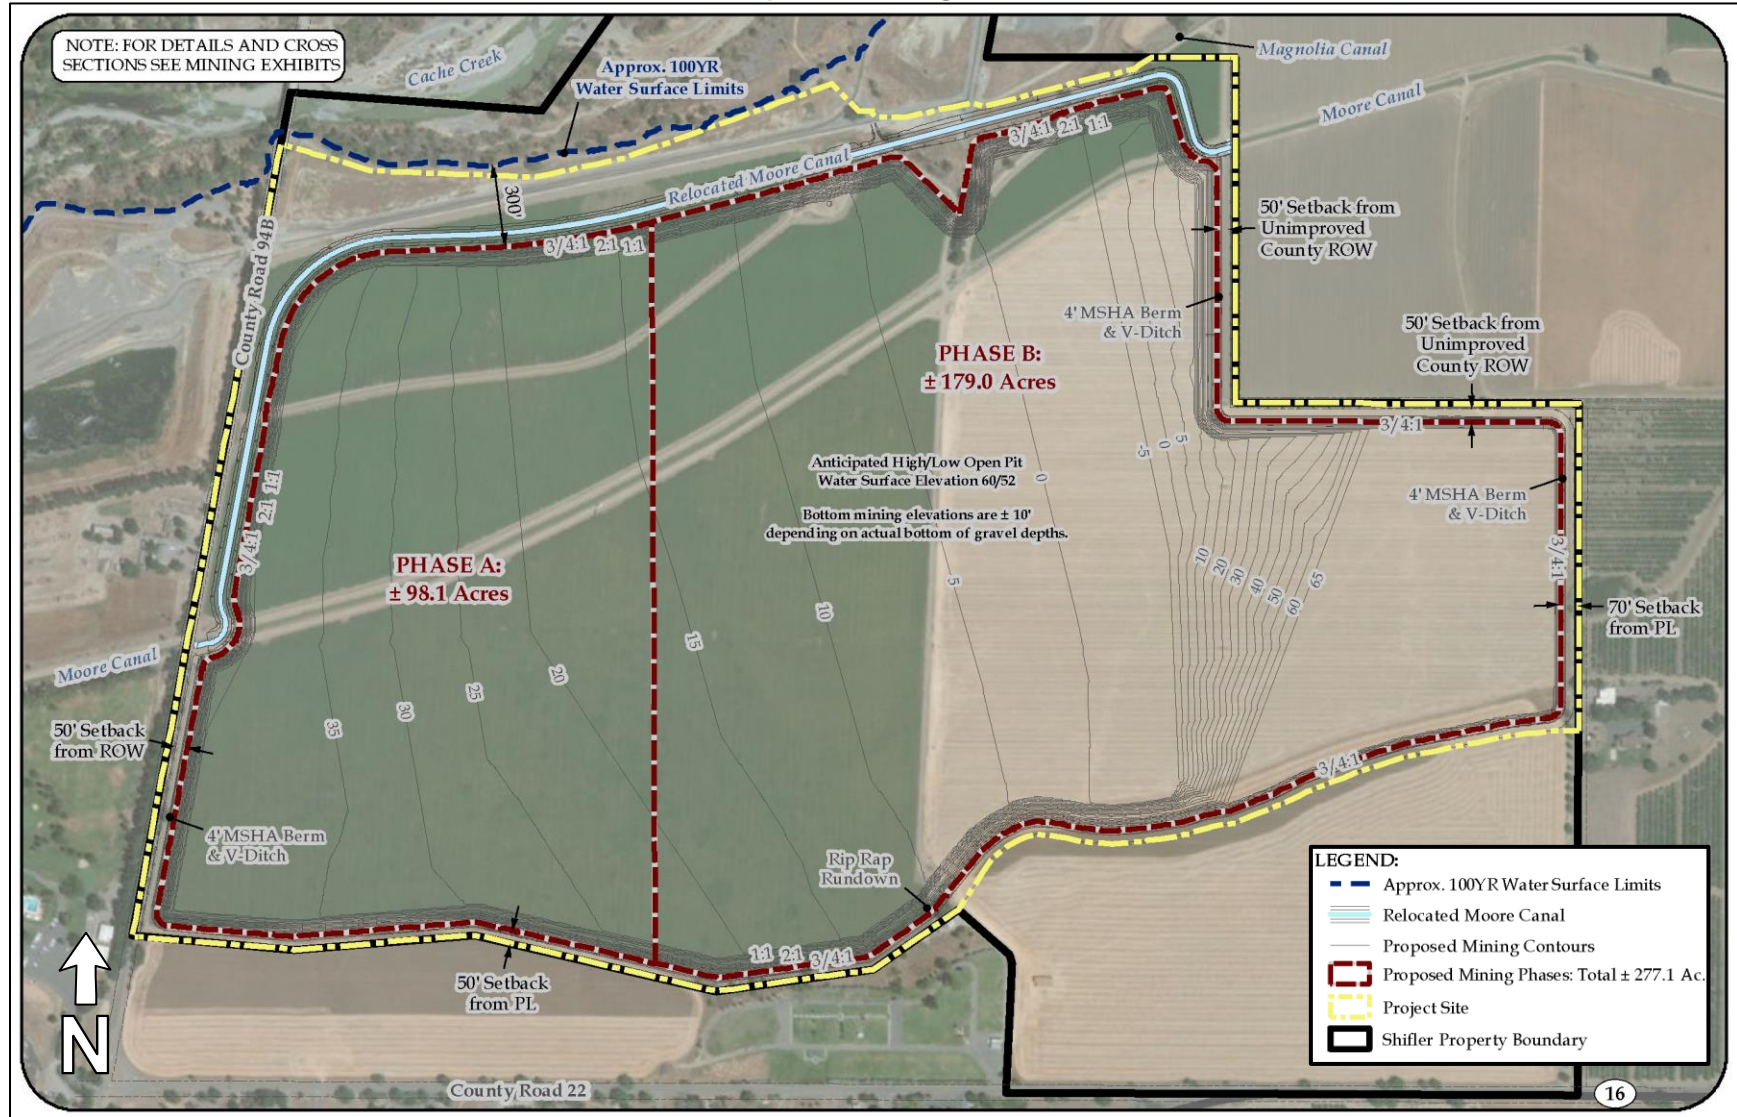 NOTE: FOR DETAILS AND CROSS
SECTIONS SEE MINING EXHIBITS
Cache Creek
Approx. 100YR
Water Surface Limits
Magnolia Canal
Moore Canal
Relocated Moore Canal
300'
3/4:1 2:1 1:1
3/4:1 2:1 1:1
County Road 94B
50' Setback from
Unimproved
County ROW
4' MSHA Berm
& V-Ditch
50' Setback from
Unimproved
County ROW
PHASE B:
± 179.0 Acres
3/4:1
-5
0
5
Anticipated High/Low Open Pit
Water Surface Elevation 60/52
Bottom mining elevations are ± 10'
depending on actual bottom of gravel depths.
0
4' MSHA Berm
& V-Ditch
3/4:1 2:1 1:1
3/4:1
PHASE A:
± 98.1 Acres
10
20
30
40
50
60
65
5
10
15
20
25
30
35
70' Setback
from PL
Moore Canal
50' Setback
from ROW
3/4:1
4' MSHA Berm
& V-Ditch
Rip Rap
Rundown
1:1 2:1 3/4:1
50' Setback
from PL
N
County Road 22
16
LEGEND:
Approx. 100YR Water Surface Limits
Relocated Moore Canal
Proposed Mining Contours
Proposed Mining Phases: Total ± 277.1 Ac.
Project Site
Shifler Property Boundary